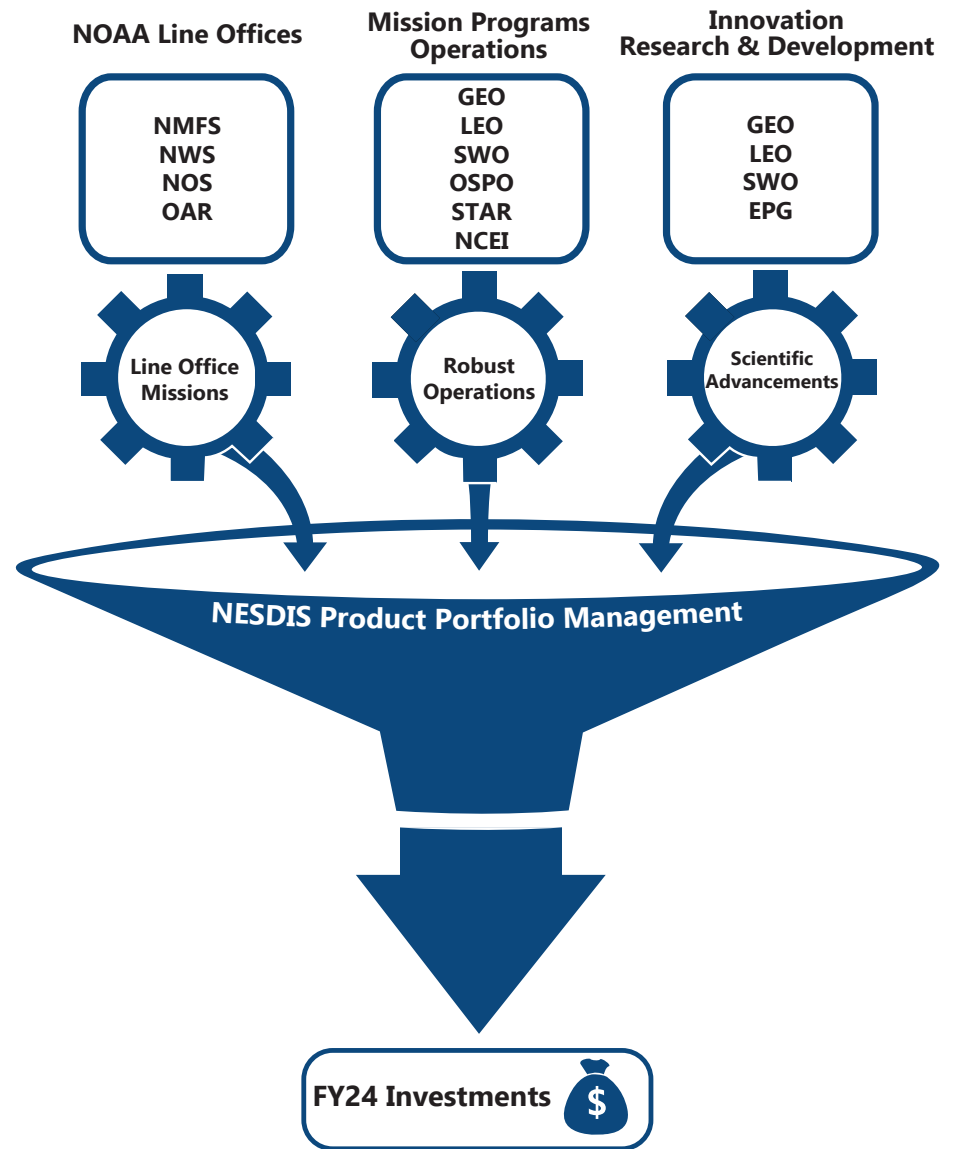 NOAA Line Offices
NMFS
NWS
NOS
OAR
Mission Programs
Operations
GEO
LEO
SWO
OSPO
STAR
NCEI
Innovation
Research & Development
GEO
LEO
SWO
EPG
Line Office
Missions
Robust
Operations
Scientific
Advancements
NESDIS Product Portfolio Management
FY24 Investments
$